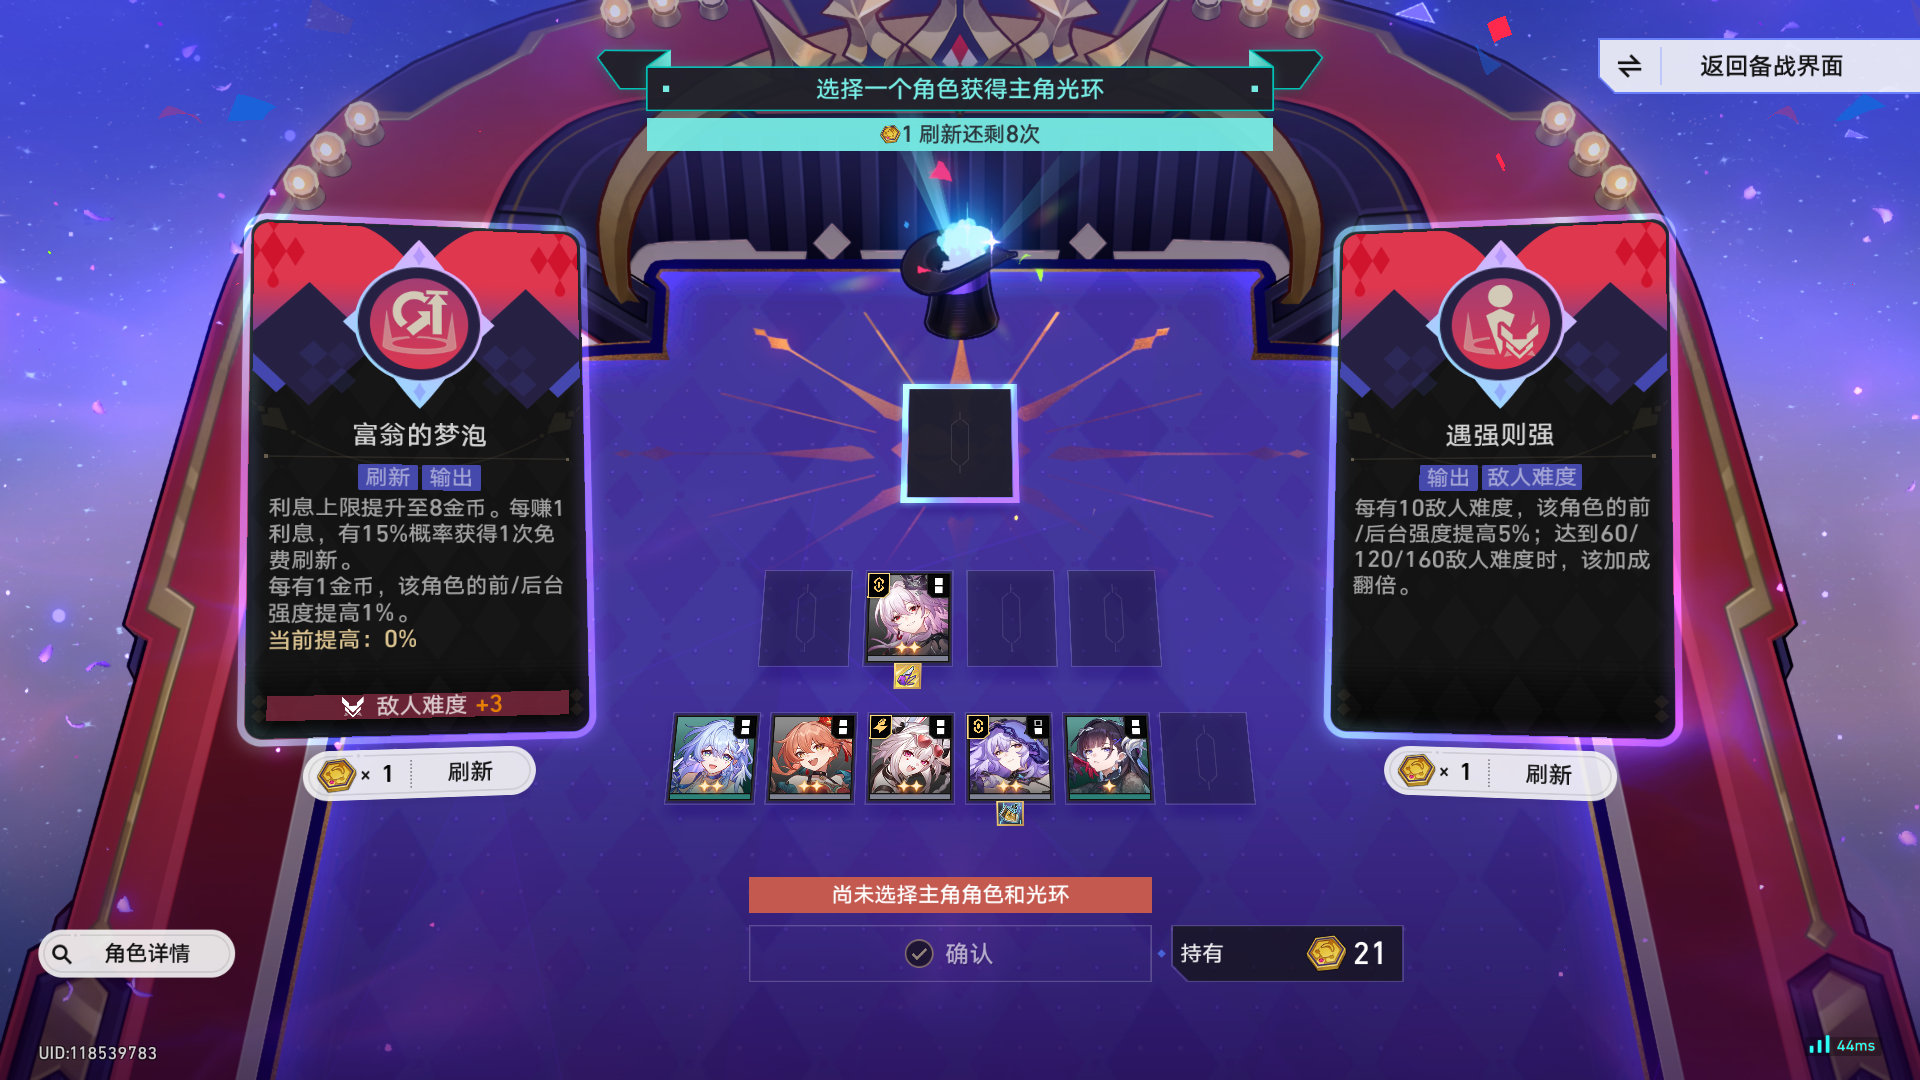 选择一个角色获得主角光环
1 刷新还剩8次
返回备战界面
富翁的梦泡
刷新 输出
利息上限提升至8金币。每赚1
利息，有15%概率获得1次免
费刷新。
每有1金币，该角色的前/后台
强度提高1%。
当前提高：0%
敌人难度 +3
× 1 刷新
遇强则强
输出 敌人难度
每有10敌人难度，该角色的前
/后台强度提高5%；达到60/
120/160敌人难度时，该加成
翻倍。
× 1 刷新
尚未选择主角角色和光环
确认
持有 21
角色详情
UID:118539783
44ms